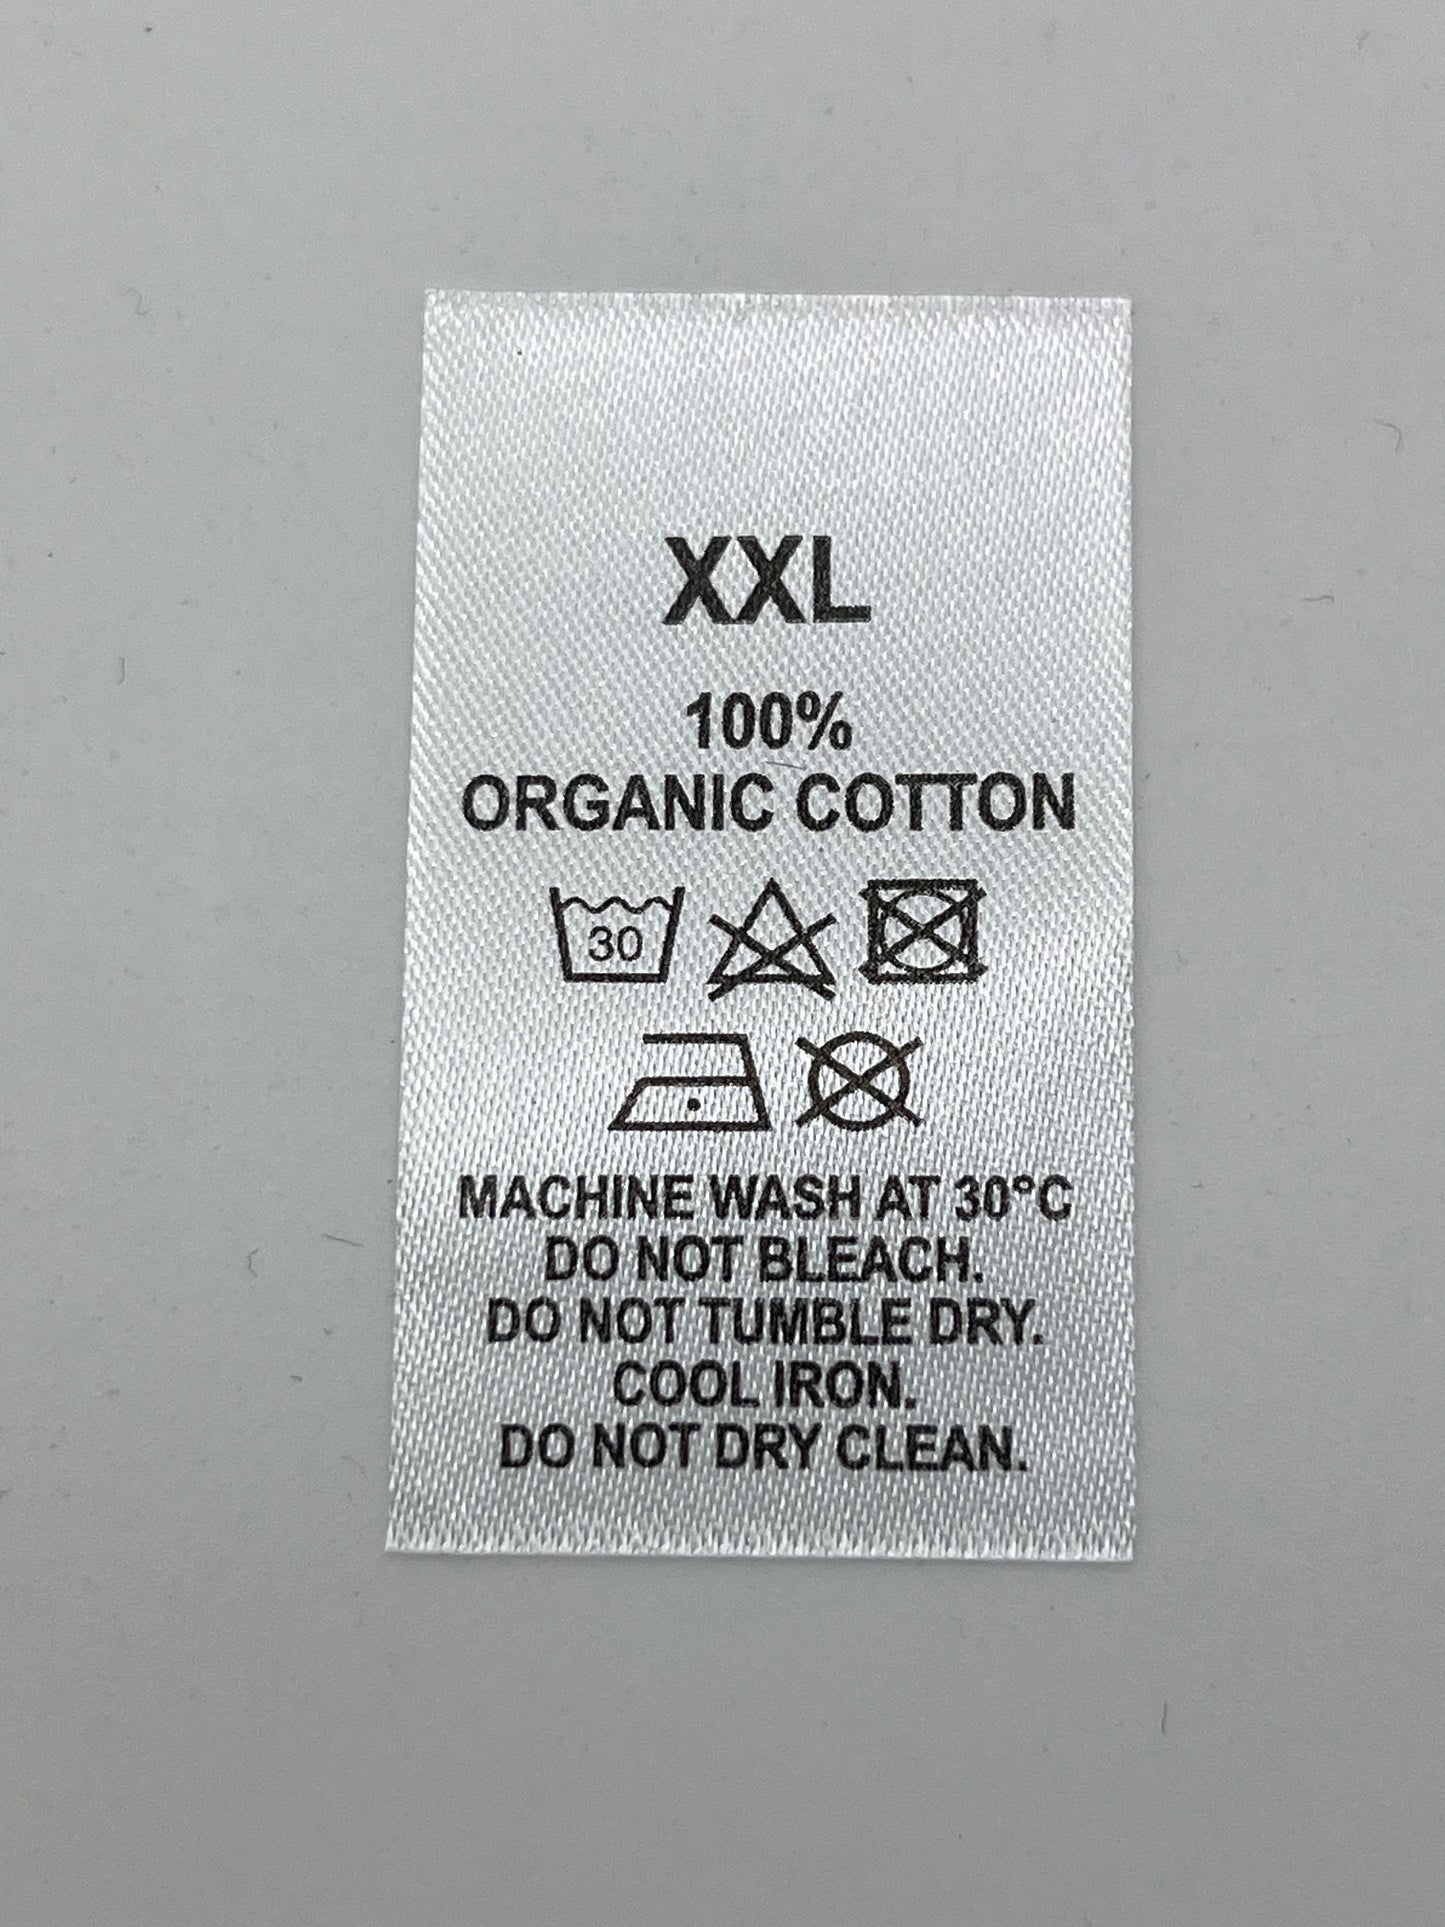 XXL
100%
ORGANIC COTTON
30
MACHINE WASH AT 30°C
DO NOT BLEACH.
DO NOT TUMBLE DRY.
COOL IRON.
DO NOT DRY CLEAN.